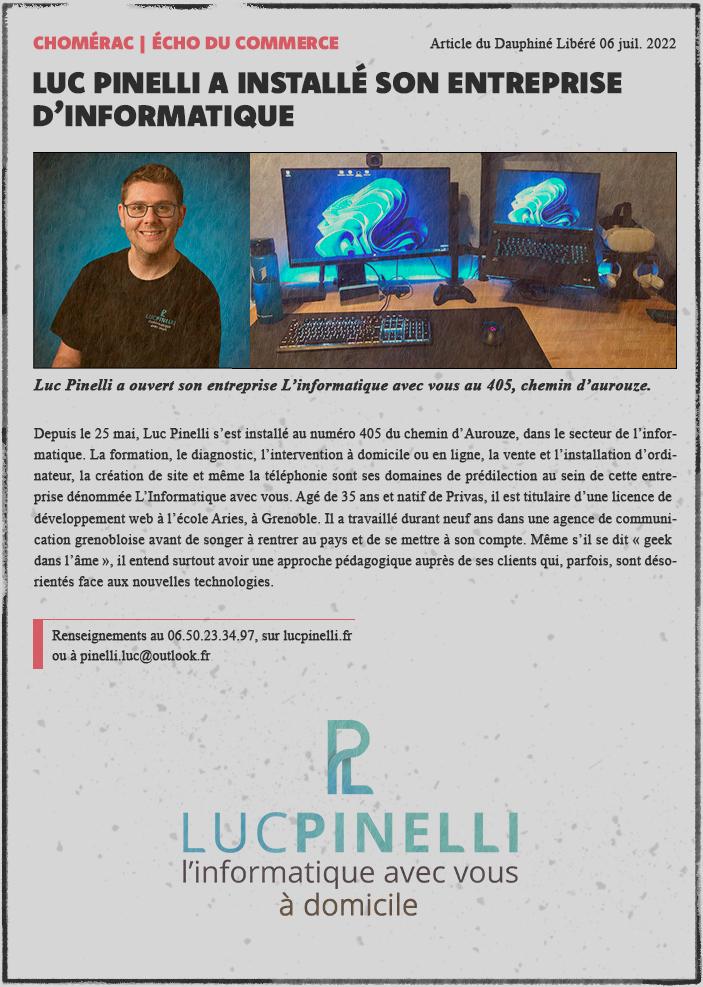 CHOMÉRAC | ÉCHO DU COMMERCE
Article du Dauphiné Libéré 06 juil. 2022
LUC PINELLI A INSTALLÉ SON ENTREPRISE
D’INFORMATIQUE
LUCPINELLI
l'informatique
avec vous
Luc Pinelli a ouvert son entreprise L’informatique avec vous au 405, chemin d’aurouze.
Depuis le 25 mai, Luc Pinelli s’est installé au numéro 405 du chemin d’Aurouze, dans le secteur de l’infor-
matique. La formation, le diagnostic, l’intervention à domicile ou en ligne, la vente et l’installation d’ordi-
nateur, la création de site et même la téléphonie sont ses domaines de prédilection au sein de cette entre-
prise dénommée L’Informatique avec vous. Agé de 35 ans et natif de Privas, il est titulaire d’une licence de
développement web à l’école Aries, à Grenoble. Il a travaillé durant neuf ans dans une agence de communi-
cation grenobloise avant de songer à rentrer au pays et de se mettre à son compte. Même s’il se dit « geek
dans l’âme », il entend surtout avoir une approche pédagogique auprès de ses clients qui, parfois, sont déso-
rientés face aux nouvelles technologies.
Renseignements au 06.50.23.34.97, sur lucpinelli.fr
ou à pinelli.luc@outlook.fr
PL
LUCPINELLI
l’informatique avec vous
à domicile